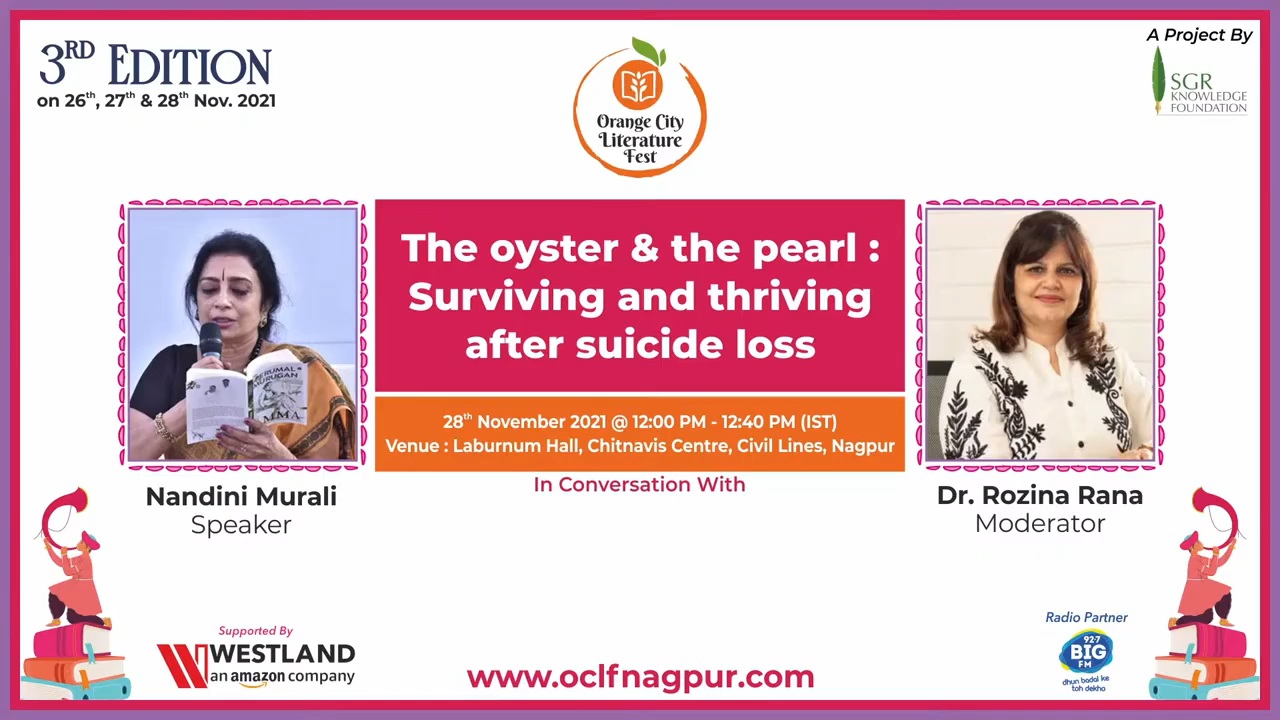 3RD EDITION
on 26th, 27th & 28th Nov. 2021
Orange City
Literature
Fest
A Project By
SGR
KNOWLEDGE
FOUNDATION
The oyster & the pearl :
Surviving and thriving
after suicide loss
28th November 2021 @ 12:00 PM - 12:40 PM (IST)
Venue : Laburnum Hall, Chitnavis Centre, Civil Lines, Nagpur
In Conversation With
PERUMAL
MURUGAN
Nandini Murali
Speaker
Dr. Rozina Rana
Moderator
Supported By
WESTLAND
an amazon company
www.oclfnagpur.com
Radio Partner
92.7
BIG
FM
dhun badal ke
toh dekho